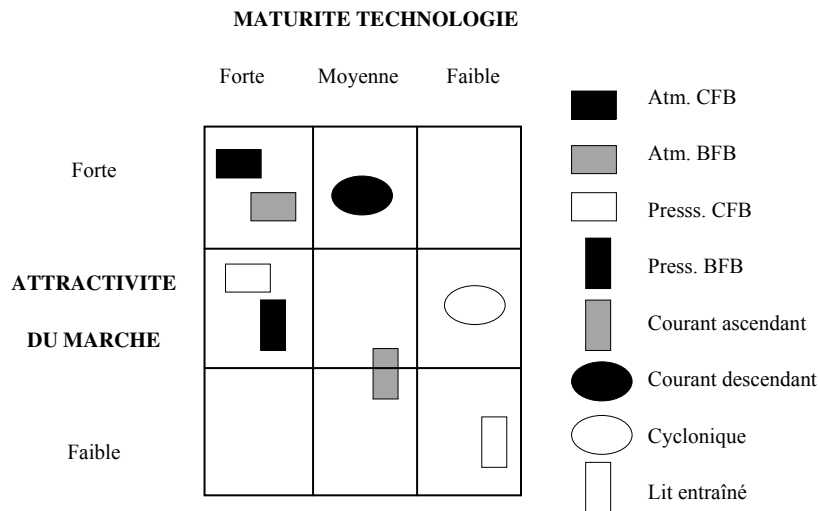 MATURITE TECHNOLOGIE
Forte Moyenne Faible
Forte
ATTRACTIVITE
DU MARCHE
Faible
Atm. CFB
Atm. BFB
Presss. CFB
Press. BFB
Courant ascendant
Courant descendant
Cyclonique
Lit entraîné